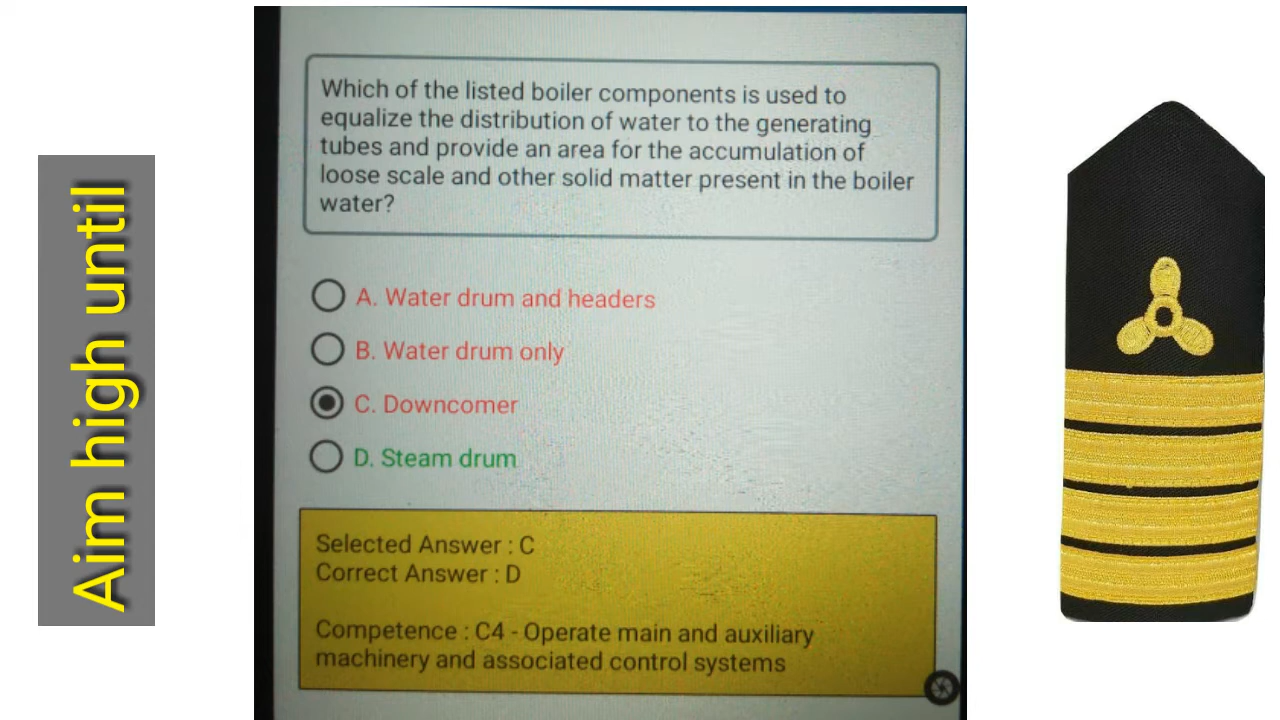 Aim high until
Which of the listed boiler components is used to
equalize the distribution of water to the generating
tubes and provide an area for the accumulation of
loose scale and other solid matter present in the boiler
water?
A. Water drum and headers
B. Water drum only
C. Downcomer
D. Steam drum
Selected Answer : C
Correct Answer : D
Competence : C4 - Operate main and auxiliary
machinery and associated control systems